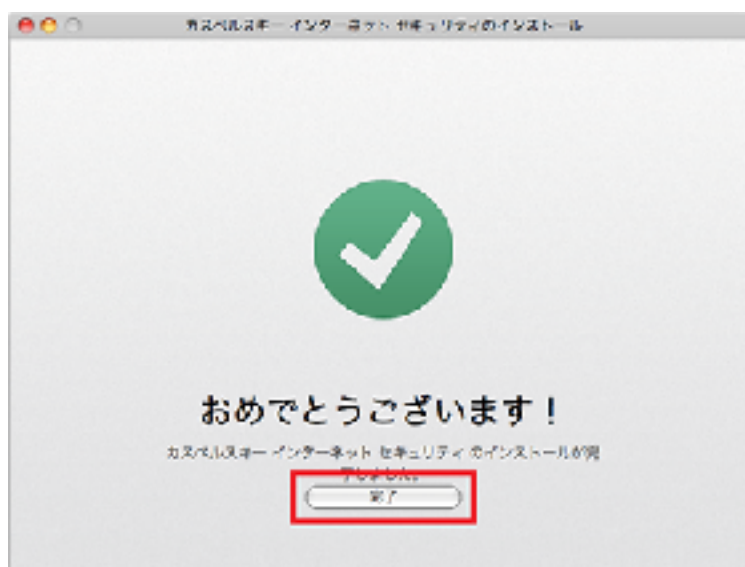 カスペルスキー インターネット セキュリティのインストール
おめでとうございます！
カスペルスキー インターネット セキュリティ のインストールが完
了しました。
完了